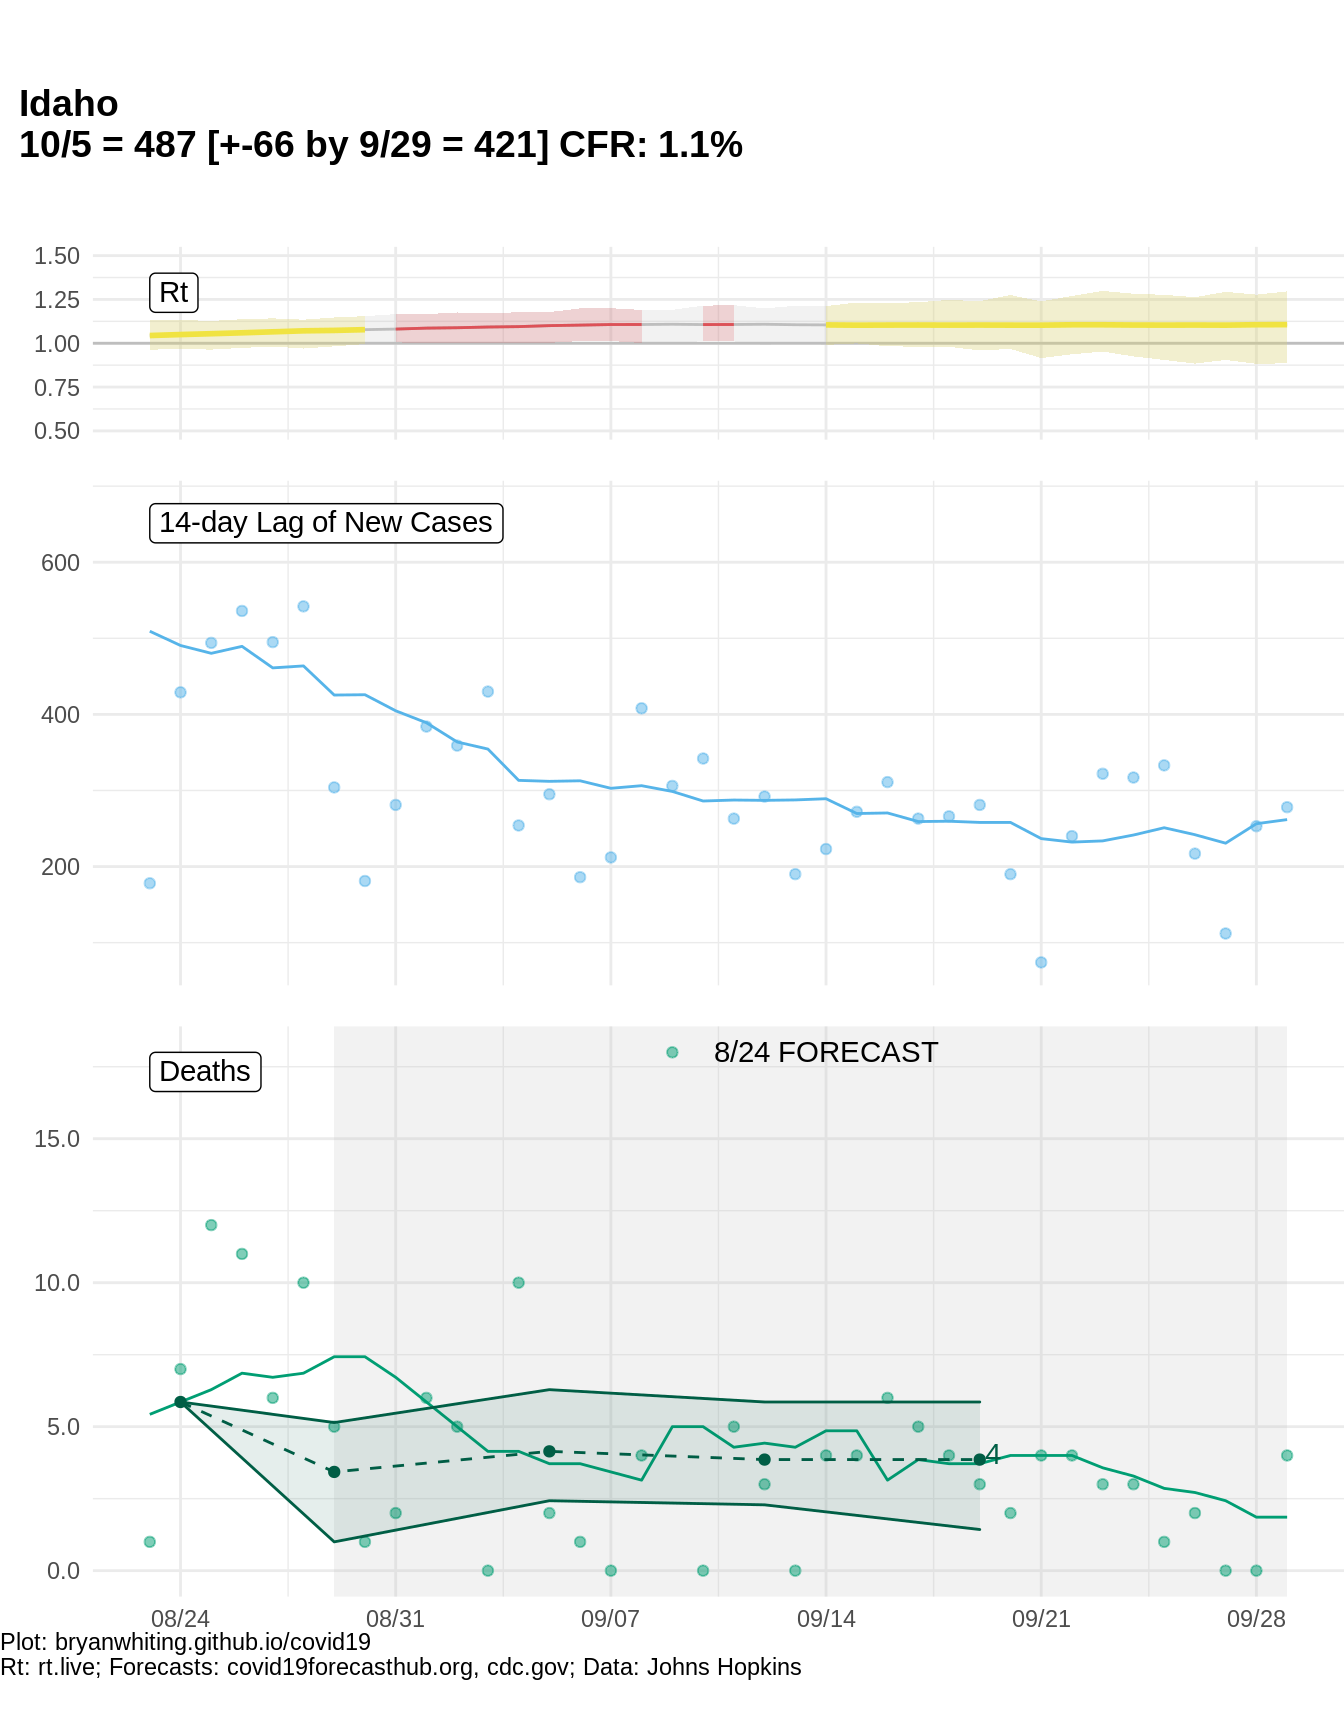 Idaho
10/5 = 487 [+-66 by 9/29 = 421] CFR: 1.1%
1.50
1.25
1.00
0.75
0.50
Rt
14-day Lag of New Cases
600
400
200
8/24 FORECAST
Deaths
15.0
10.0
5.0
0.0
4
08/24 08/31 09/07 09/14 09/21 09/28
Plot: bryanwhiting.github.io/covid19
Rt: rt.live; Forecasts: covid19forecasthub.org, cdc.gov; Data: Johns Hopkins